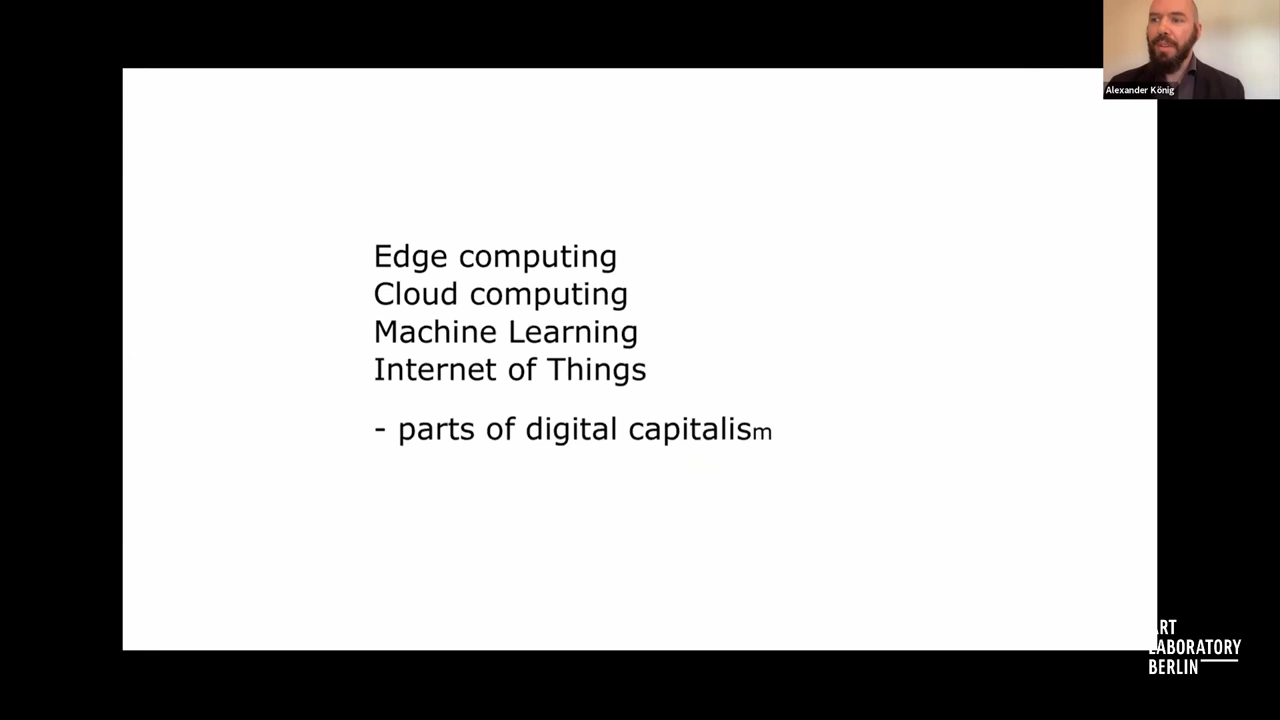 Alexander König
Edge computing
Cloud computing
Machine Learning
Internet of Things
- parts of digital capitalism
ART
LABORATORY
BERLIN